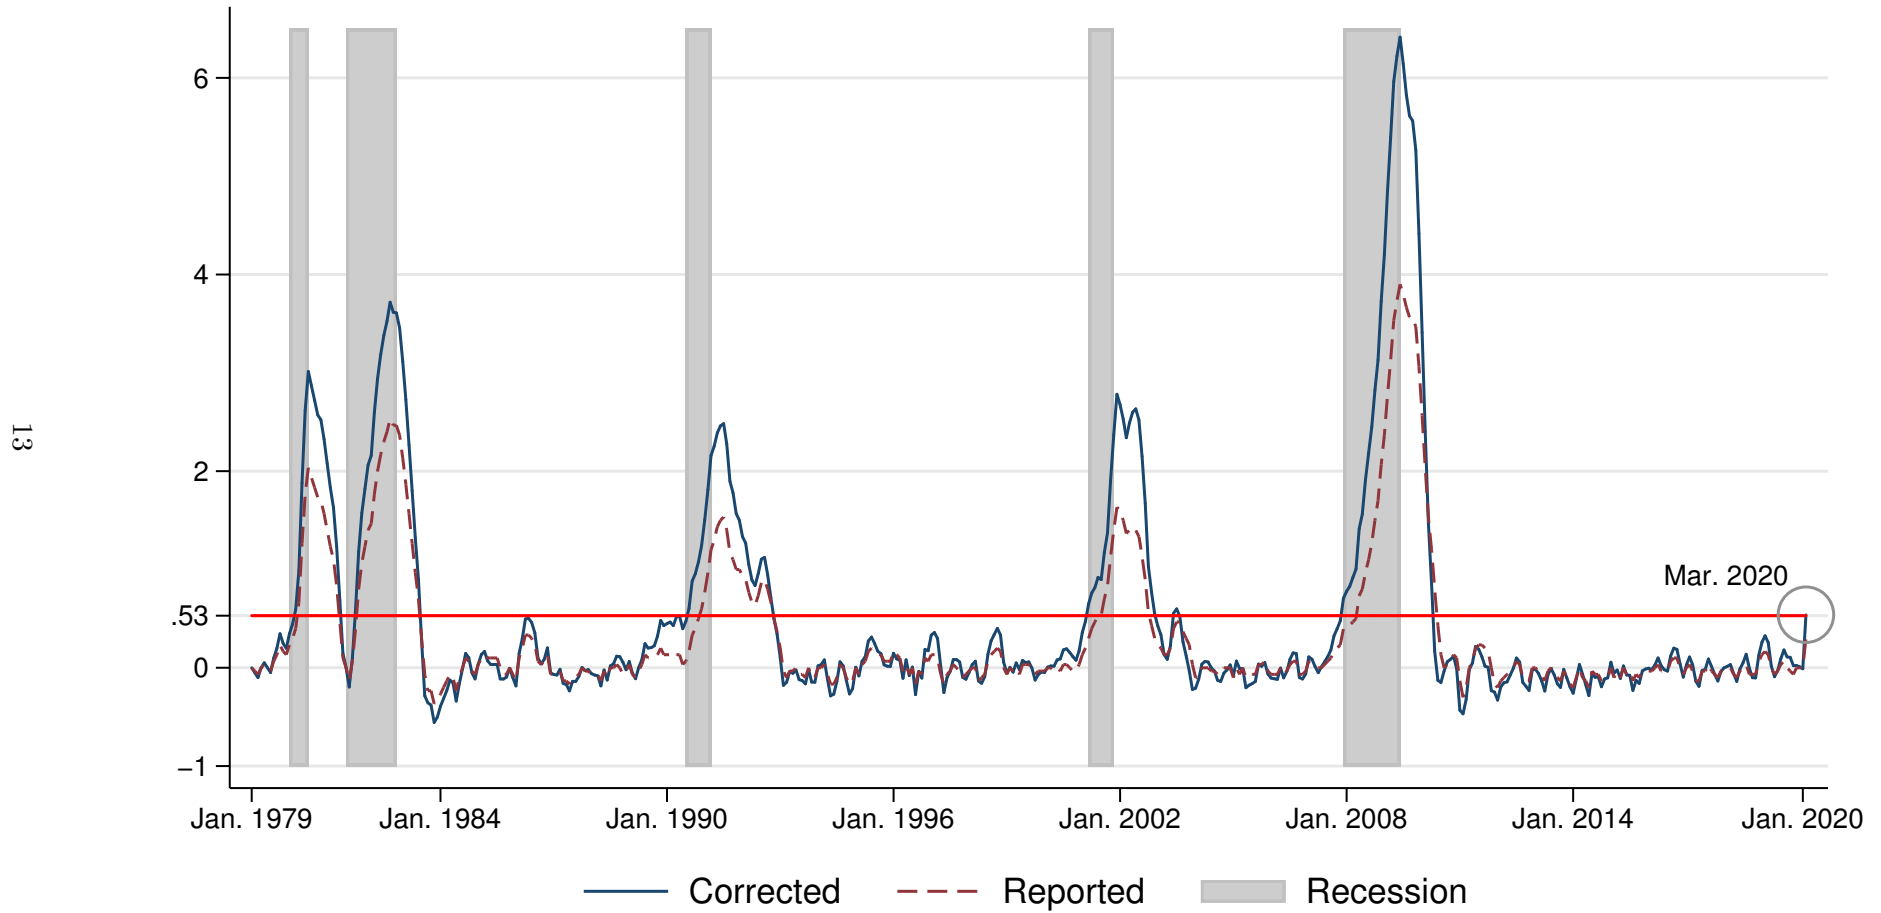 6
4
2
.53
0
−1
Mar. 2020
Jan. 1979 Jan. 1984 Jan. 1990 Jan. 1996 Jan. 2002 Jan. 2008 Jan. 2014 Jan. 2020
Corrected Reported Recession
13